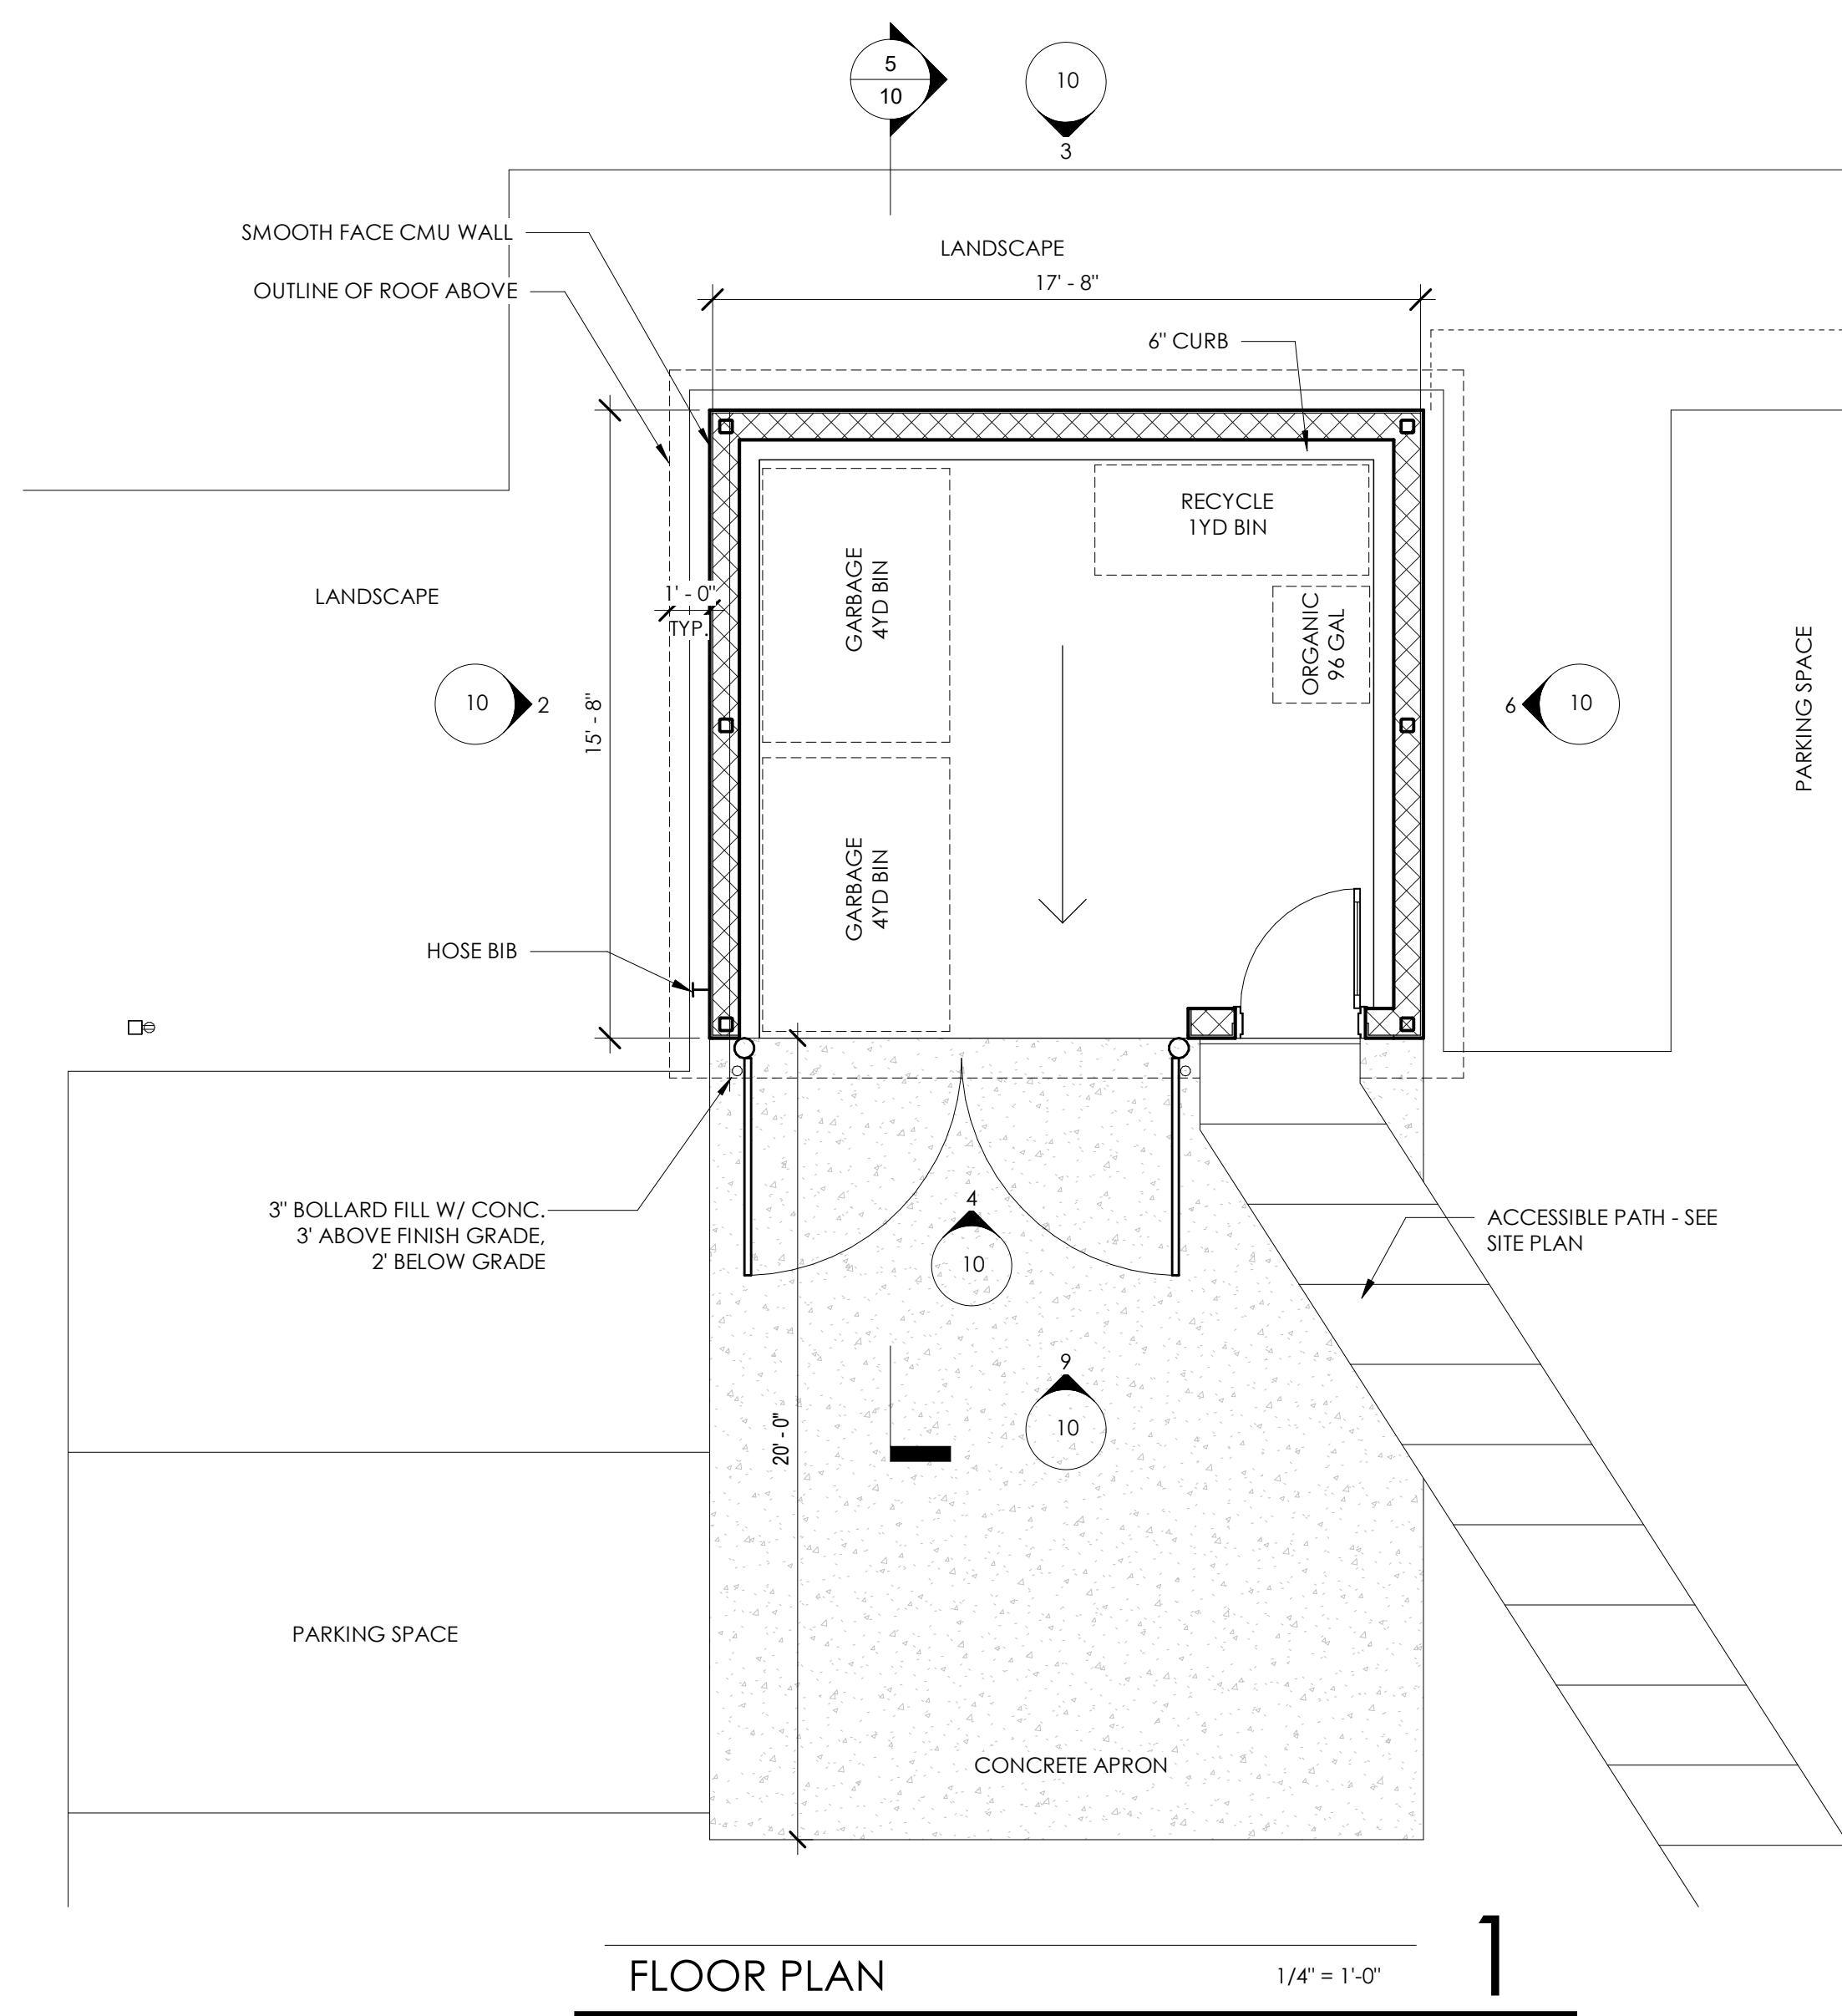 5
10
10
3
SMOOTH FACE CMU WALL
LANDSCAPE
OUTLINE OF ROOF ABOVE
17' - 8"
6" CURB
RECYCLE
1YD BIN
GARBAGE
4YD BIN
1' - 0"
TYP.
LANDSCAPE
ORGANIC
96 GAL
PARKING SPACE
10
2
15' - 8"
6
10
GARBAGE
4YD BIN
HOSE BIB
3" BOLLARD FILL W/ CONC.
3' ABOVE FINISH GRADE,
2' BELOW GRADE
4
10
ACCESSIBLE PATH - SEE
SITE PLAN
9
10
20' - 0"
PARKING SPACE
CONCRETE APRON
FLOOR PLAN
1/4" = 1'-0"
1